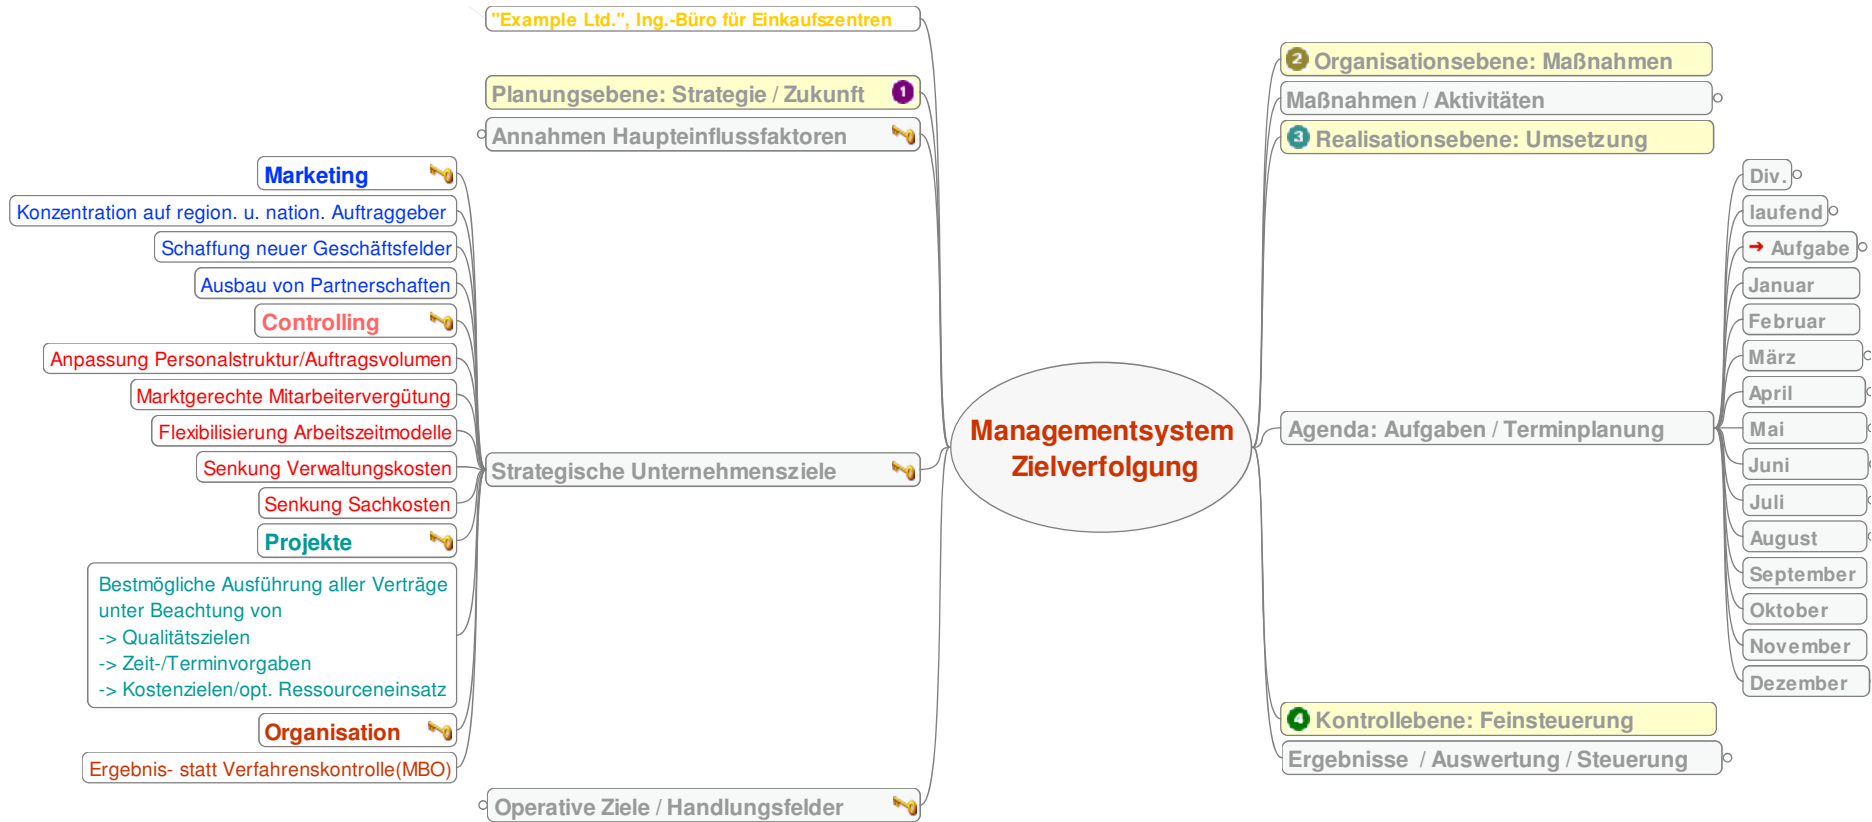 "Example Ltd.", Ing.-Büro für Einkaufszentren
Planungsebene: Strategie / Zukunft 1
Annahmen Haupteinflussfaktoren
Marketing
Konzentration auf region. u. nation. Auftraggeber
Schaffung neuer Geschäftsfelder
Ausbau von Partnerschaften
Controlling
Anpassung Personalstruktur/Auftragsvolumen
Marktgerechte Mitarbeitervergütung
Flexibilisierung Arbeitszeitmodelle
Senkung Verwaltungskosten
Senkung Sachkosten
Strategische Unternehmensziele
Projekte
Bestmögliche Ausführung aller Verträge
unter Beachtung von
-> Qualitätszielen
-> Zeit-/Terminvorgaben
-> Kostenzielen/opt. Ressourceneinsatz
Organisation
Ergebnis- statt Verfahrenskontrolle(MBO)
Operative Ziele / Handlungsfelder
Managementsystem
Zielverfolgung
2 Organisationsebene: Maßnahmen
Maßnahmen / Aktivitäten
3 Realisationsebene: Umsetzung
Agenda: Aufgaben / Terminplanung
Div.
laufend
➔ Aufgabe
Januar
Februar
März
April
Mai
Juni
Juli
August
September
Oktober
November
Dezember
4 Kontrollebene: Feinsteuerung
Ergebnisse / Auswertung / Steuerung